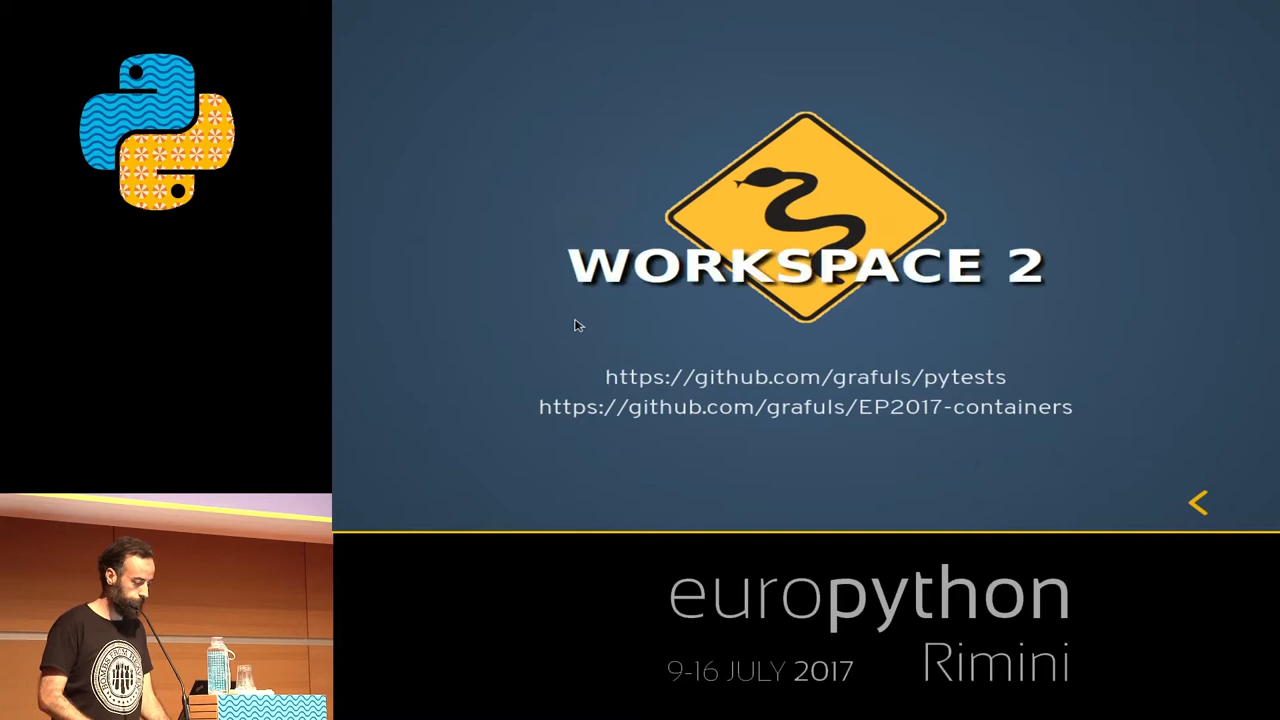 WORKSPACE 2
https://github.com/grafuls/pytests
https://github.com/grafuls/EP2017-containers
<
europython
9-16 JULY 2017
Rimini